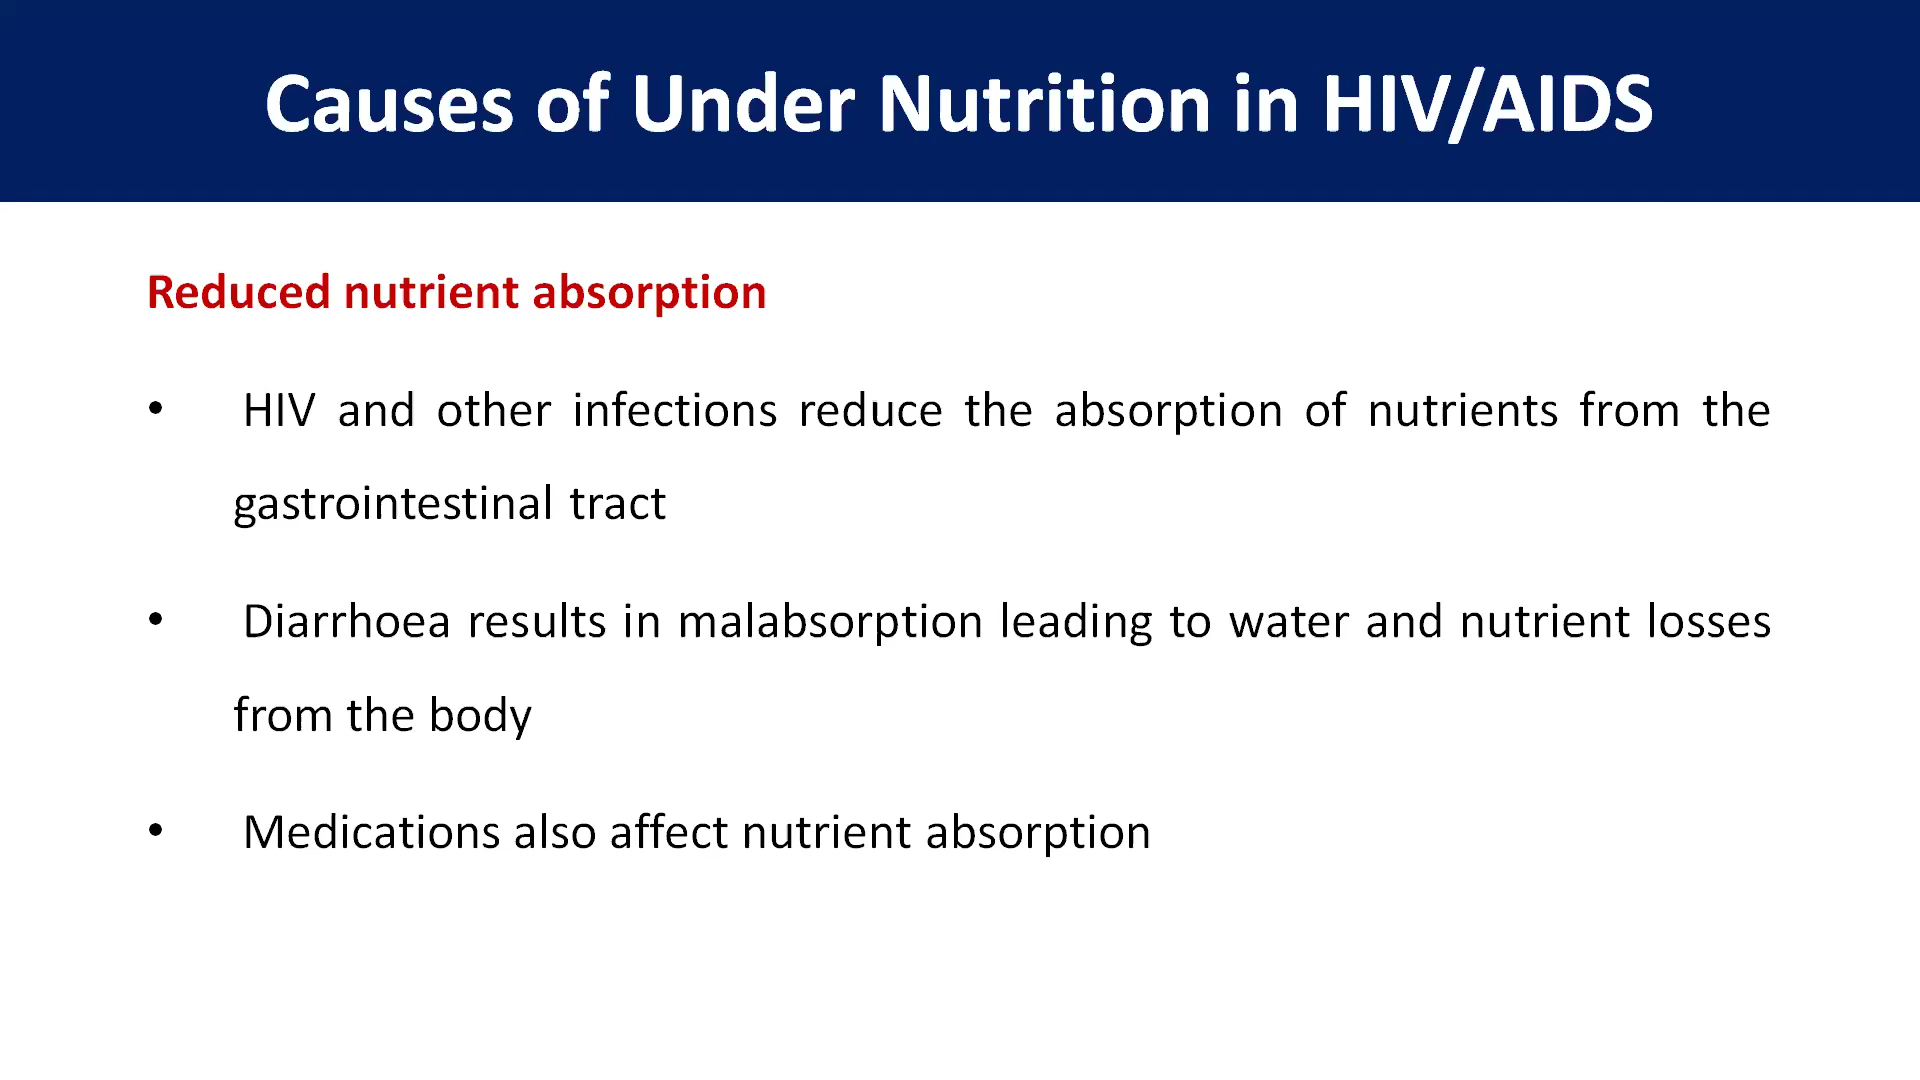 Causes of Under Nutrition in HIV/AIDS
Reduced nutrient absorption
• HIV and other infections reduce the absorption of nutrients from the
gastrointestinal tract
• Diarrhoea results in malabsorption leading to water and nutrient losses
from the body
• Medications also affect nutrient absorption